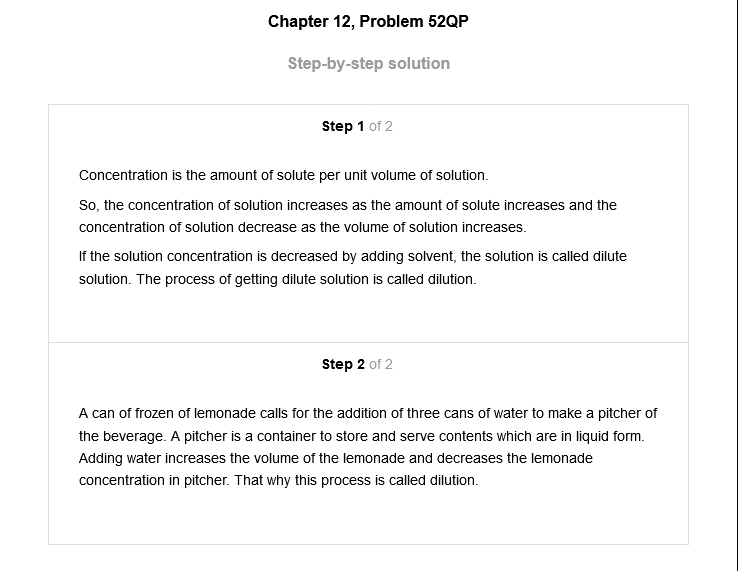 Chapter 12, Problem 52QP
Step-by-step solution
Step 1 of 2
Concentration is the amount of solute per unit volume of solution.
So, the concentration of solution increases as the amount of solute increases and the
concentration of solution decrease as the volume of solution increases.
If the solution concentration is decreased by adding solvent, the solution is called dilute
solution. The process of getting dilute solution is called dilution.
Step 2 of 2
A can of frozen of lemonade calls for the addition of three cans of water to make a pitcher of
the beverage. A pitcher is a container to store and serve contents which are in liquid form.
Adding water increases the volume of the lemonade and decreases the lemonade
concentration in pitcher. That why this process is called dilution.